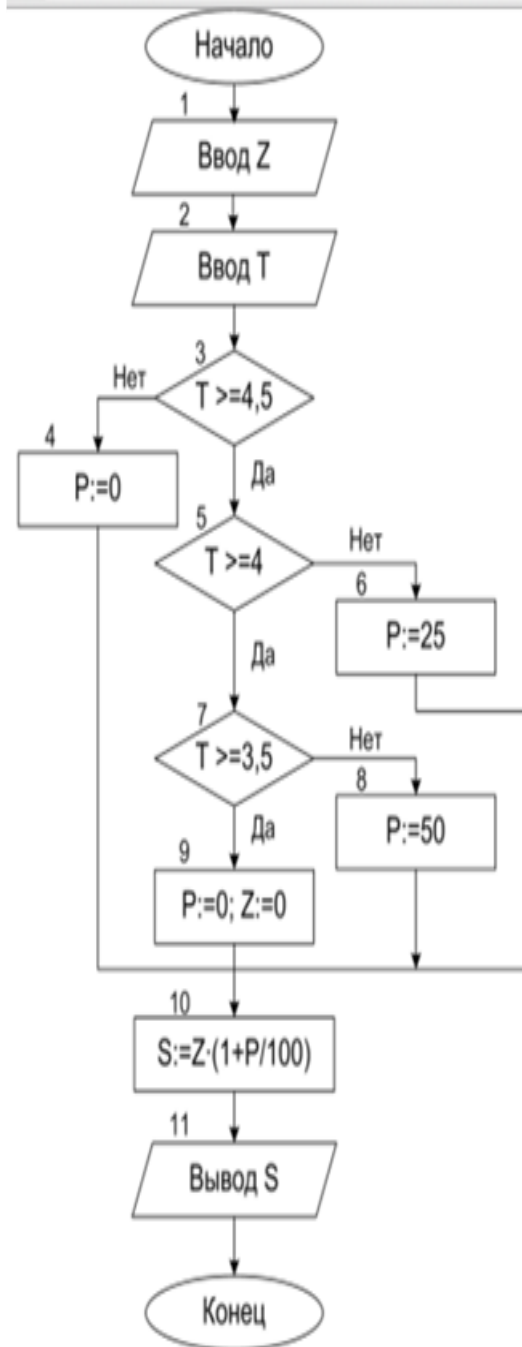 Начало
1
Ввод Z
2
Ввод T
3
Нет
T >=4,5
4
P:=0
Да
5
T >=4
Нет
6
P:=25
Да
7
T >=3,5
Нет
8
P:=50
Да
9
P:=0; Z:=0
10
S:=Z·(1+P/100)
11
Вывод S
Конец